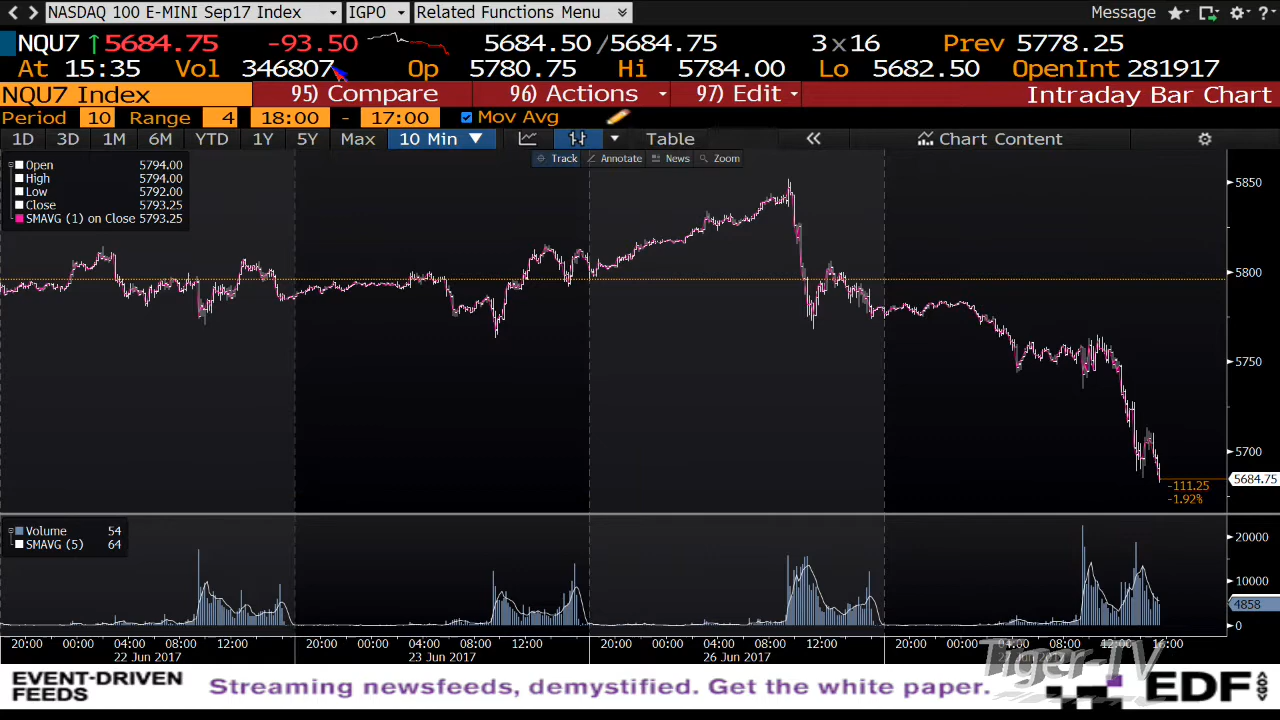 NASDAQ 100 E-MINI Sep17 Index IGPO Related Functions Menu Message ?
NQU7 ↑5684.75 -93.50 5684.50/5684.75 3x16 Prev 5778.25
At 15:35 Vol 346807 Op 5780.75 Hi 5784.00 Lo 5682.50 OpenInt 281917
NQU7 Index 95) Compare 96) Actions 97) Edit Intraday Bar Chart
Period 10 Range 4 18:00 - 17:00 Mov Avg
1D 3D 1M 6M YTD 1Y 5Y Max 10 Min ▼ Table « Chart Content
Track Annotate News Zoom
Open 5794.00
High 5794.00
Low 5792.00
Close 5793.25
SMAVG (1) on Close 5793.25
5850
5800
5750
5700
5684.75
-111.25
-1.92%
Volume 54
SMAVG (5) 64
20000
10000
4858
0
20:00 00:00 04:00 08:00 12:00 20:00 00:00 04:00 08:00 12:00 20:00 00:00 04:00 08:00 12:00 20:00 00:00 04:00 08:00 12:00 16:00
22 Jun 2017 23 Jun 2017 26 Jun 2017
Tiger-TV
EVENT-DRIVEN
FEEDS
Streaming newsfeeds, demystified. Get the white paper.
EDF